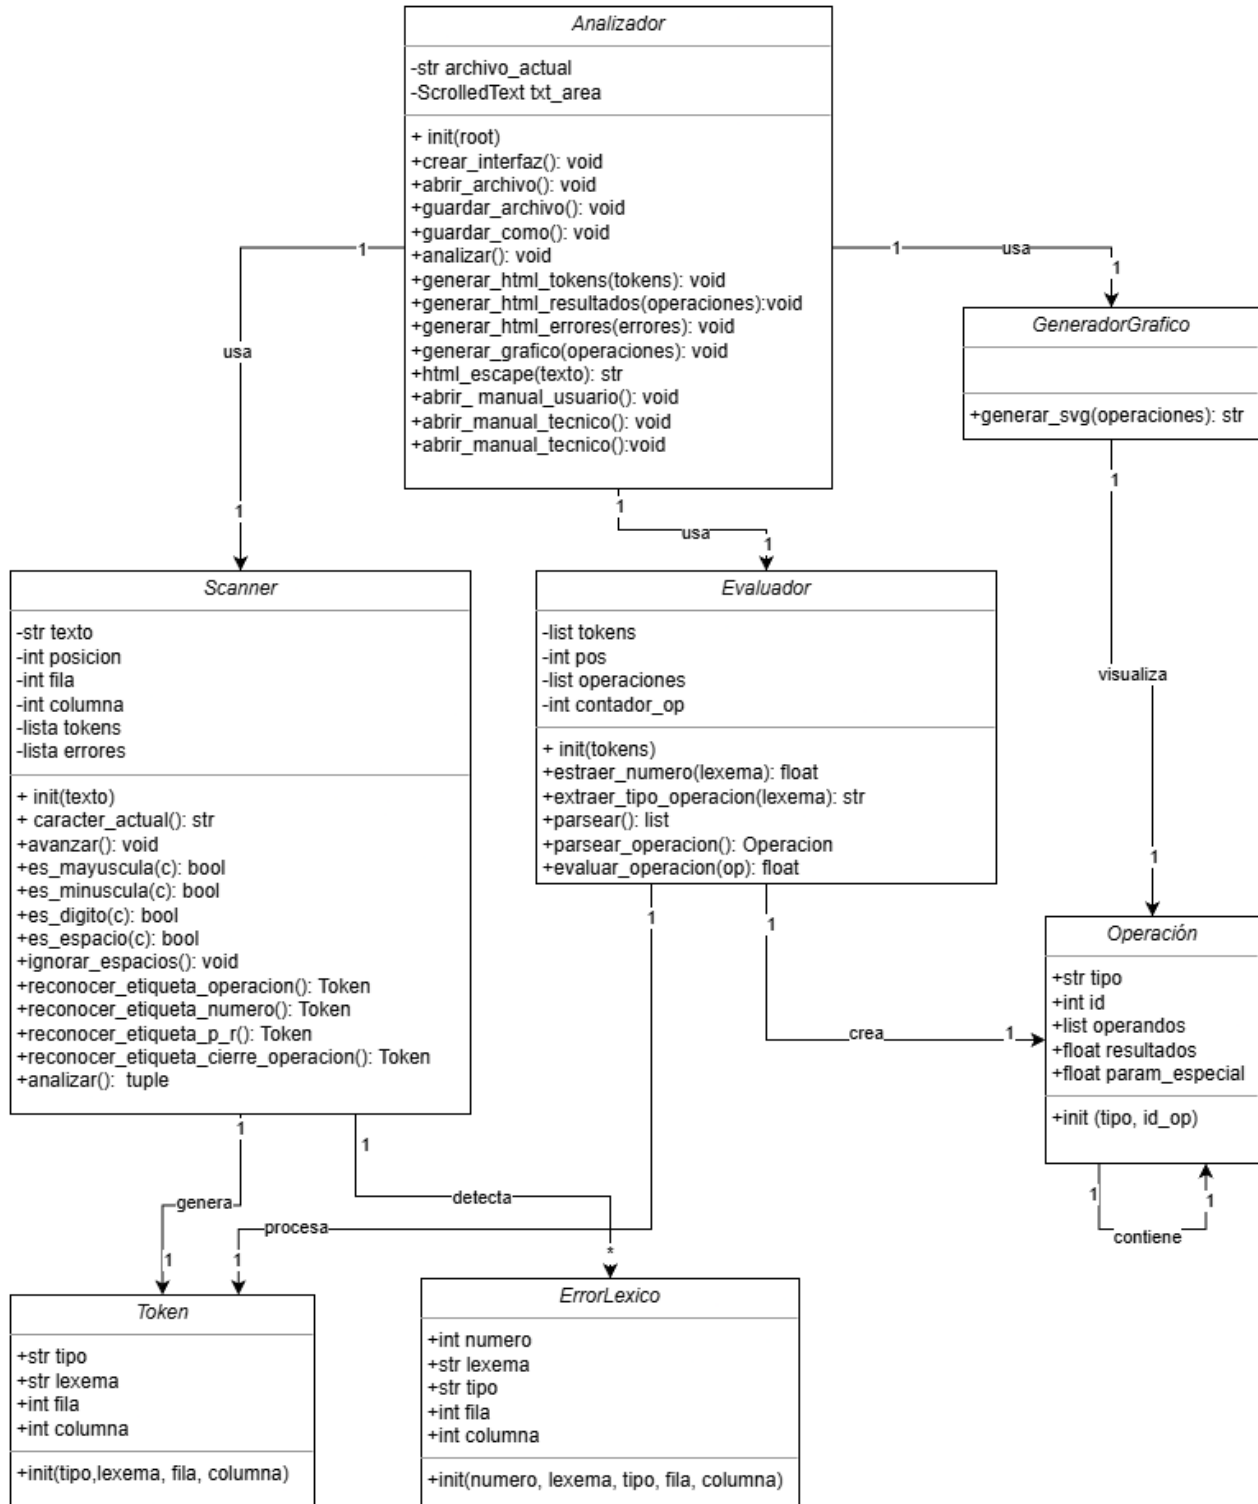 Analizador
-str archivo_actual
-ScrolledText txt_area
+ init(root)
+crear_interfaz(): void
+abrir_archivo(): void
+guardar_archivo(): void
+guardar_como(): void
+analizar(): void
+generar_html_tokens(tokens): void
+generar_html_resultados(operaciones):void
+generar_html_errores(errores): void
+generar_grafico(operaciones): void
+html_escape(texto): str
+abrir_ manual_usuario(): void
+abrir_manual_tecnico(): void
+abrir_manual_tecnico():void
1
usa
1
1
usa
1
1
usa
1
GeneradorGrafico
+generar_svg(operaciones): str
1
visualiza
1
Scanner
-str texto
-int posicion
-int fila
-int columna
-lista tokens
-lista errores
+ init(texto)
+ caracter_actual(): str
+avanzar(): void
+es_mayuscula(c): bool
+es_minuscula(c): bool
+es_digito(c): bool
+es_espacio(c): bool
+ignorar_espacios(): void
+reconocer_etiqueta_operacion(): Token
+reconocer_etiqueta_numero(): Token
+reconocer_etiqueta_p_r(): Token
+reconocer_etiqueta_cierre_operacion(): Token
+analizar(): tuple
Evaluador
-list tokens
-int pos
-list operaciones
-int contador_op
+ init(tokens)
+estraer_numero(lexema): float
+extraer_tipo_operacion(lexema): str
+parsear(): list
+parsear_operacion(): Operacion
+evaluar_operacion(op): float
1
crea
1
Operación
+str tipo
+int id
+list operandos
+float resultados
+float param_especial
+init (tipo, id_op)
1
contiene
1
1
genera
1
1
detecta
*
1
procesa
1
Token
+str tipo
+str lexema
+int fila
+int columna
+init(tipo,lexema, fila, columna)
ErrorLexico
+int numero
+str lexema
+str tipo
+int fila
+int columna
+init(numero, lexema, tipo, fila, columna)